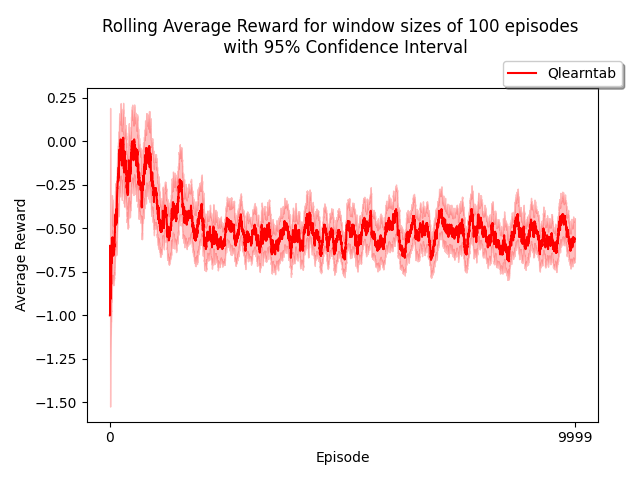 Rolling Average Reward for window sizes of 100 episodes
with 95% Confidence Interval
Qlearntab
0.25
0.00
−0.25
−0.50
−0.75
−1.00
−1.25
−1.50
Average Reward
0
9999
Episode